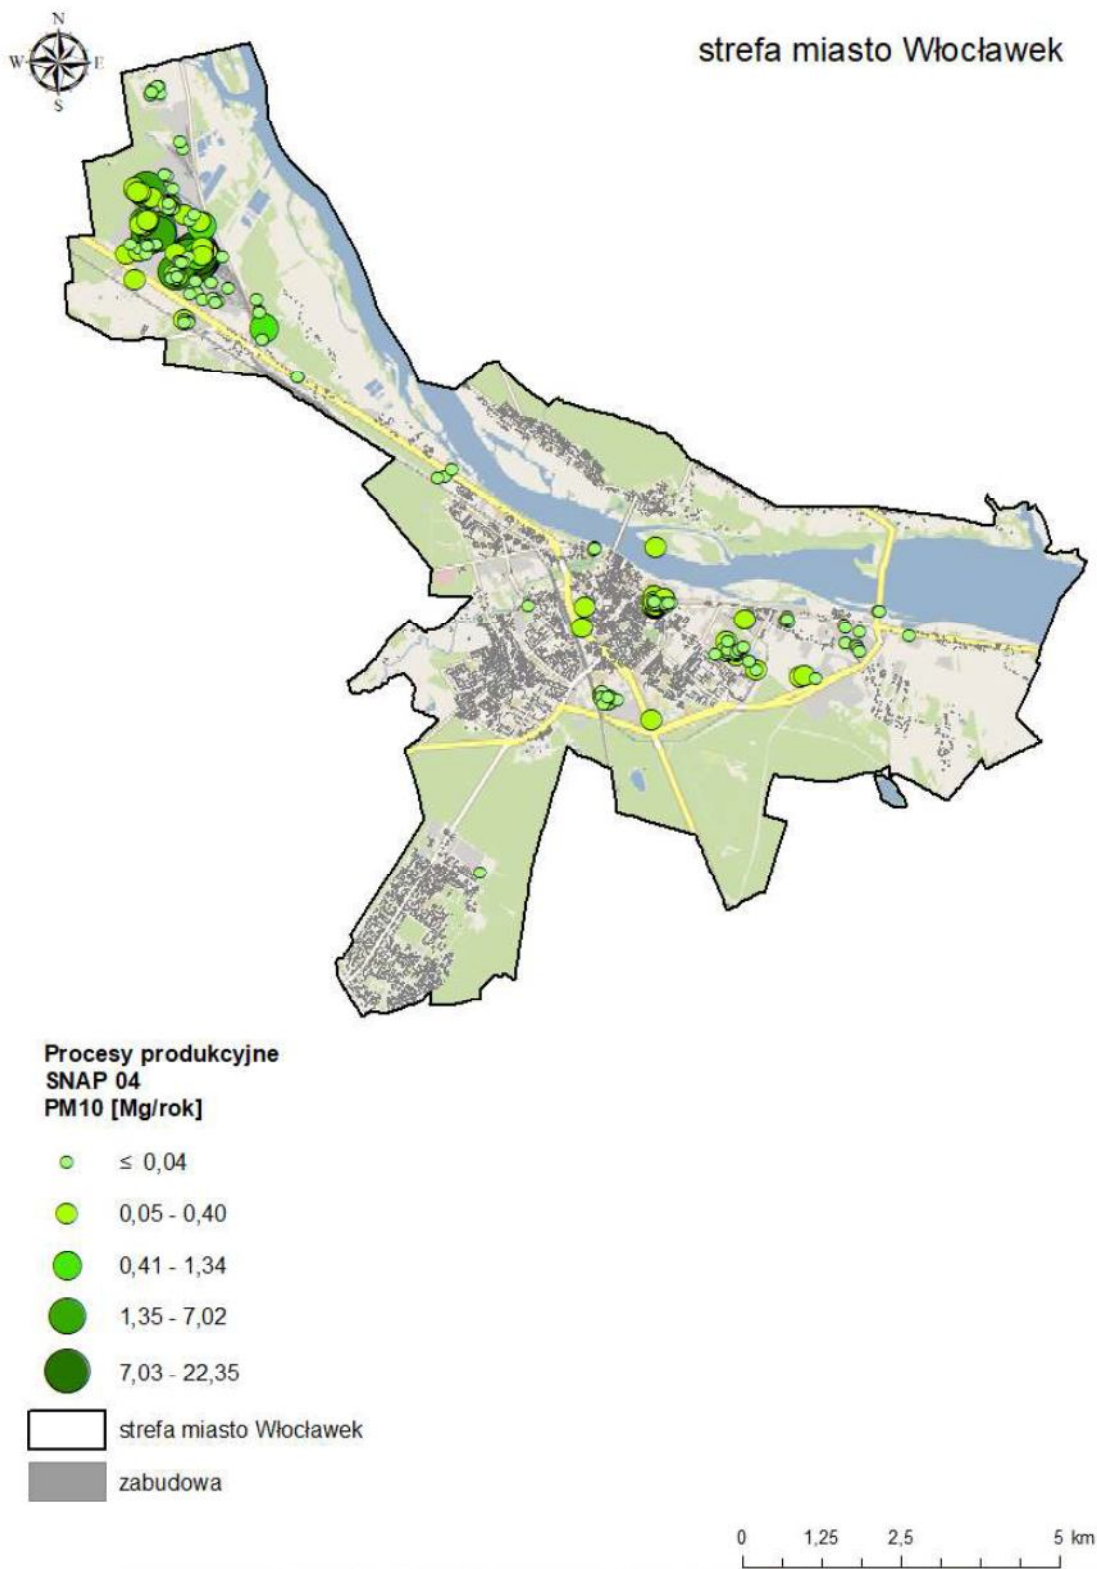 N
W E
S
strefa miasto Włocławek
Procesy produkcyjne
SNAP 04
PM10 [Mg/rok]
≤ 0,04
0,05 - 0,40
0,41 - 1,34
1,35 - 7,02
7,03 - 22,35
strefa miasto Włocławek
zabudowa
0 1,25 2,5 5 km